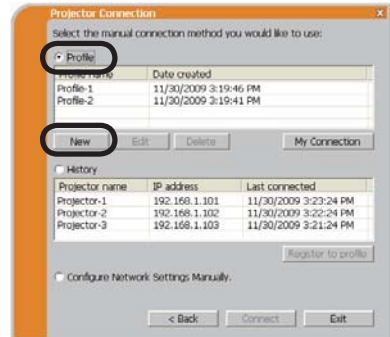 Projector Connection
Select the manual connection method you would like to use:
Profile
Profile name Date created
Profile-1 11/30/2009 3:19:46 PM
Profile-2 11/30/2009 3:19:41 PM
New Edit Delete My Connection
History
Projector name IP address Last connected
Projector-1 192.168.1.101 11/30/2009 3:23:24 PM
Projector-2 192.168.1.102 11/30/2009 3:22:24 PM
Projector-3 192.168.1.103 11/30/2009 3:21:24 PM
Register to profile
Configure Network Settings Manually.
< Back Connect Exit